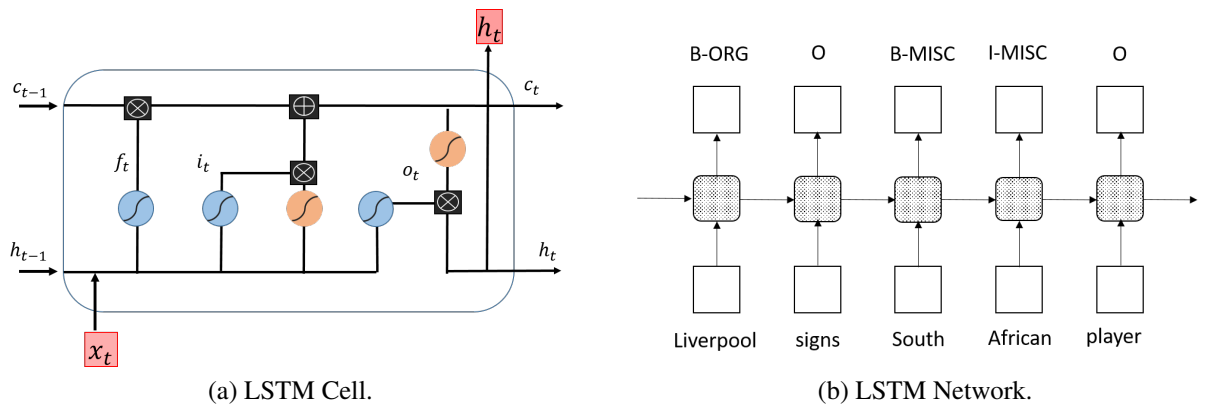 h_t
c_{t-1}
c_t
f_t
i_t
o_t
h_{t-1}
h_t
x_t
(a) LSTM Cell.
B-ORG O B-MISC I-MISC O
Liverpool signs South African player
(b) LSTM Network.